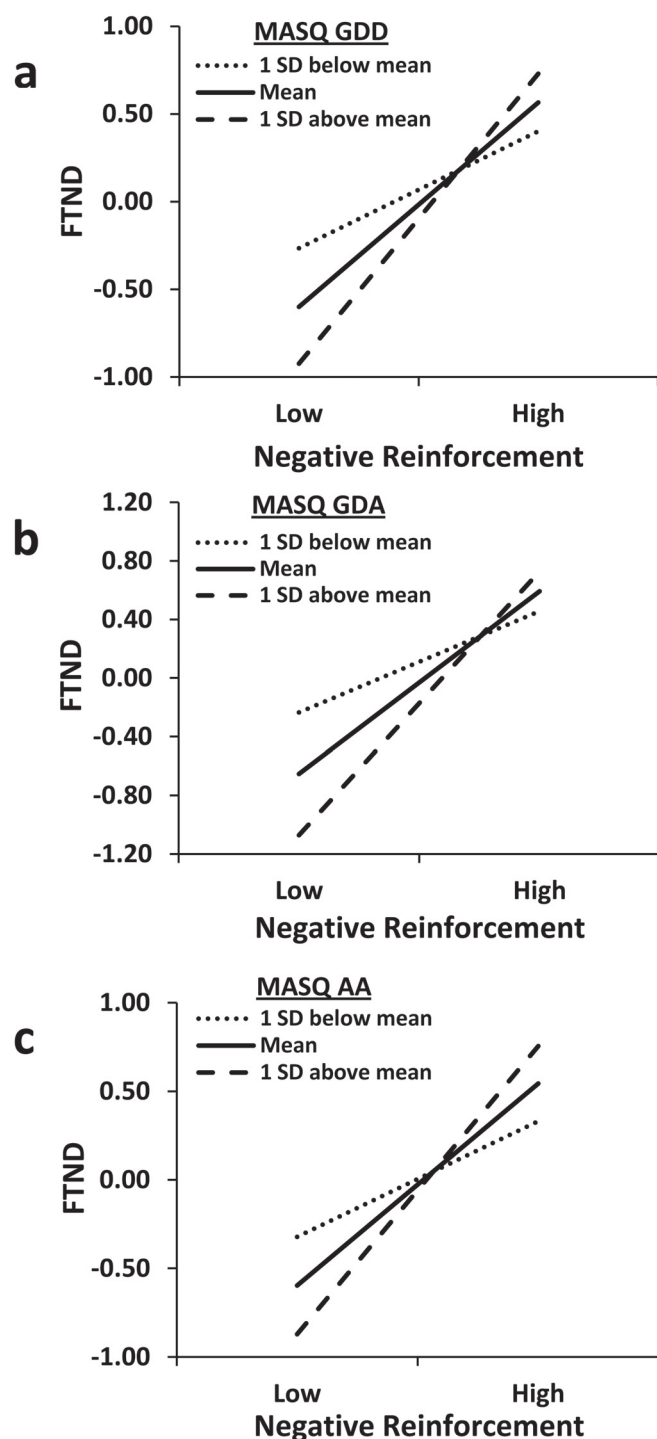 a
MASQ GDD
1 SD below mean
Mean
1 SD above mean
1.00
0.50
0.00
-0.50
-1.00
FTND
Low High
Negative Reinforcement
b
MASQ GDA
1 SD below mean
Mean
1 SD above mean
1.20
0.80
0.40
0.00
-0.40
-0.80
-1.20
FTND
Low High
Negative Reinforcement
c
MASQ AA
1 SD below mean
Mean
1 SD above mean
1.00
0.50
0.00
-0.50
-1.00
FTND
Low High
Negative Reinforcement